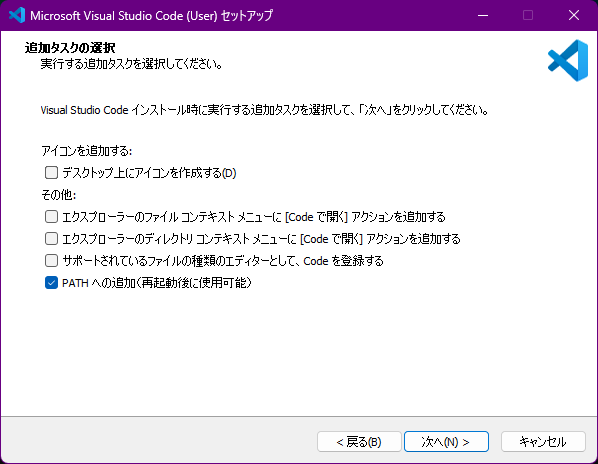 Microsoft Visual Studio Code (User) セットアップ
追加タスクの選択
実行する追加タスクを選択してください。
Visual Studio Code インストール時に実行する追加タスクを選択して、「次へ」をクリックしてください。
アイコンを追加する:
デスクトップ上にアイコンを作成する(D)
その他:
エクスプローラーのファイル コンテキスト メニューに [Code で開く] アクションを追加する
エクスプローラーのディレクトリ コンテキスト メニューに [Code で開く] アクションを追加する
サポートされているファイルの種類のエディターとして、Code を登録する
PATH への追加（再起動後に使用可能）
< 戻る(B)
次へ(N) >
キャンセル